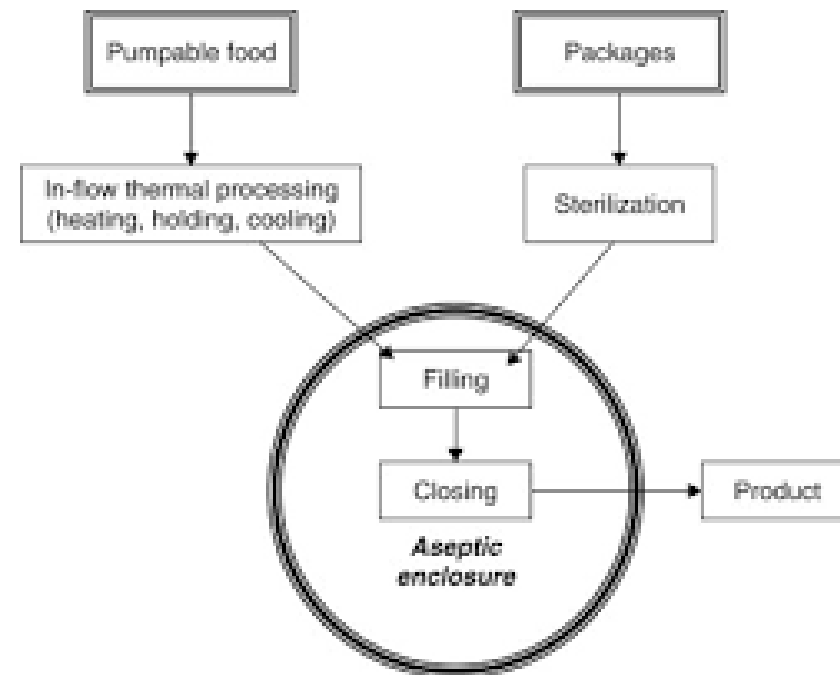 Pumpable food
Packages
In-flow thermal processing
(heating, holding, cooling)
Sterilization
Filling
Closing
Product
Aseptic
enclosure